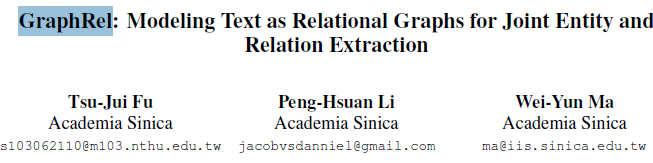 GraphRel: Modeling Text as Relational Graphs for Joint Entity and
Relation Extraction
Tsu-Jui Fu Peng-Hsuan Li Wei-Yun Ma
Academia Sinica Academia Sinica Academia Sinica
s103062110@m103.nthu.edu.tw jacobvsdanniel@gmail.com ma@iis.sinica.edu.tw